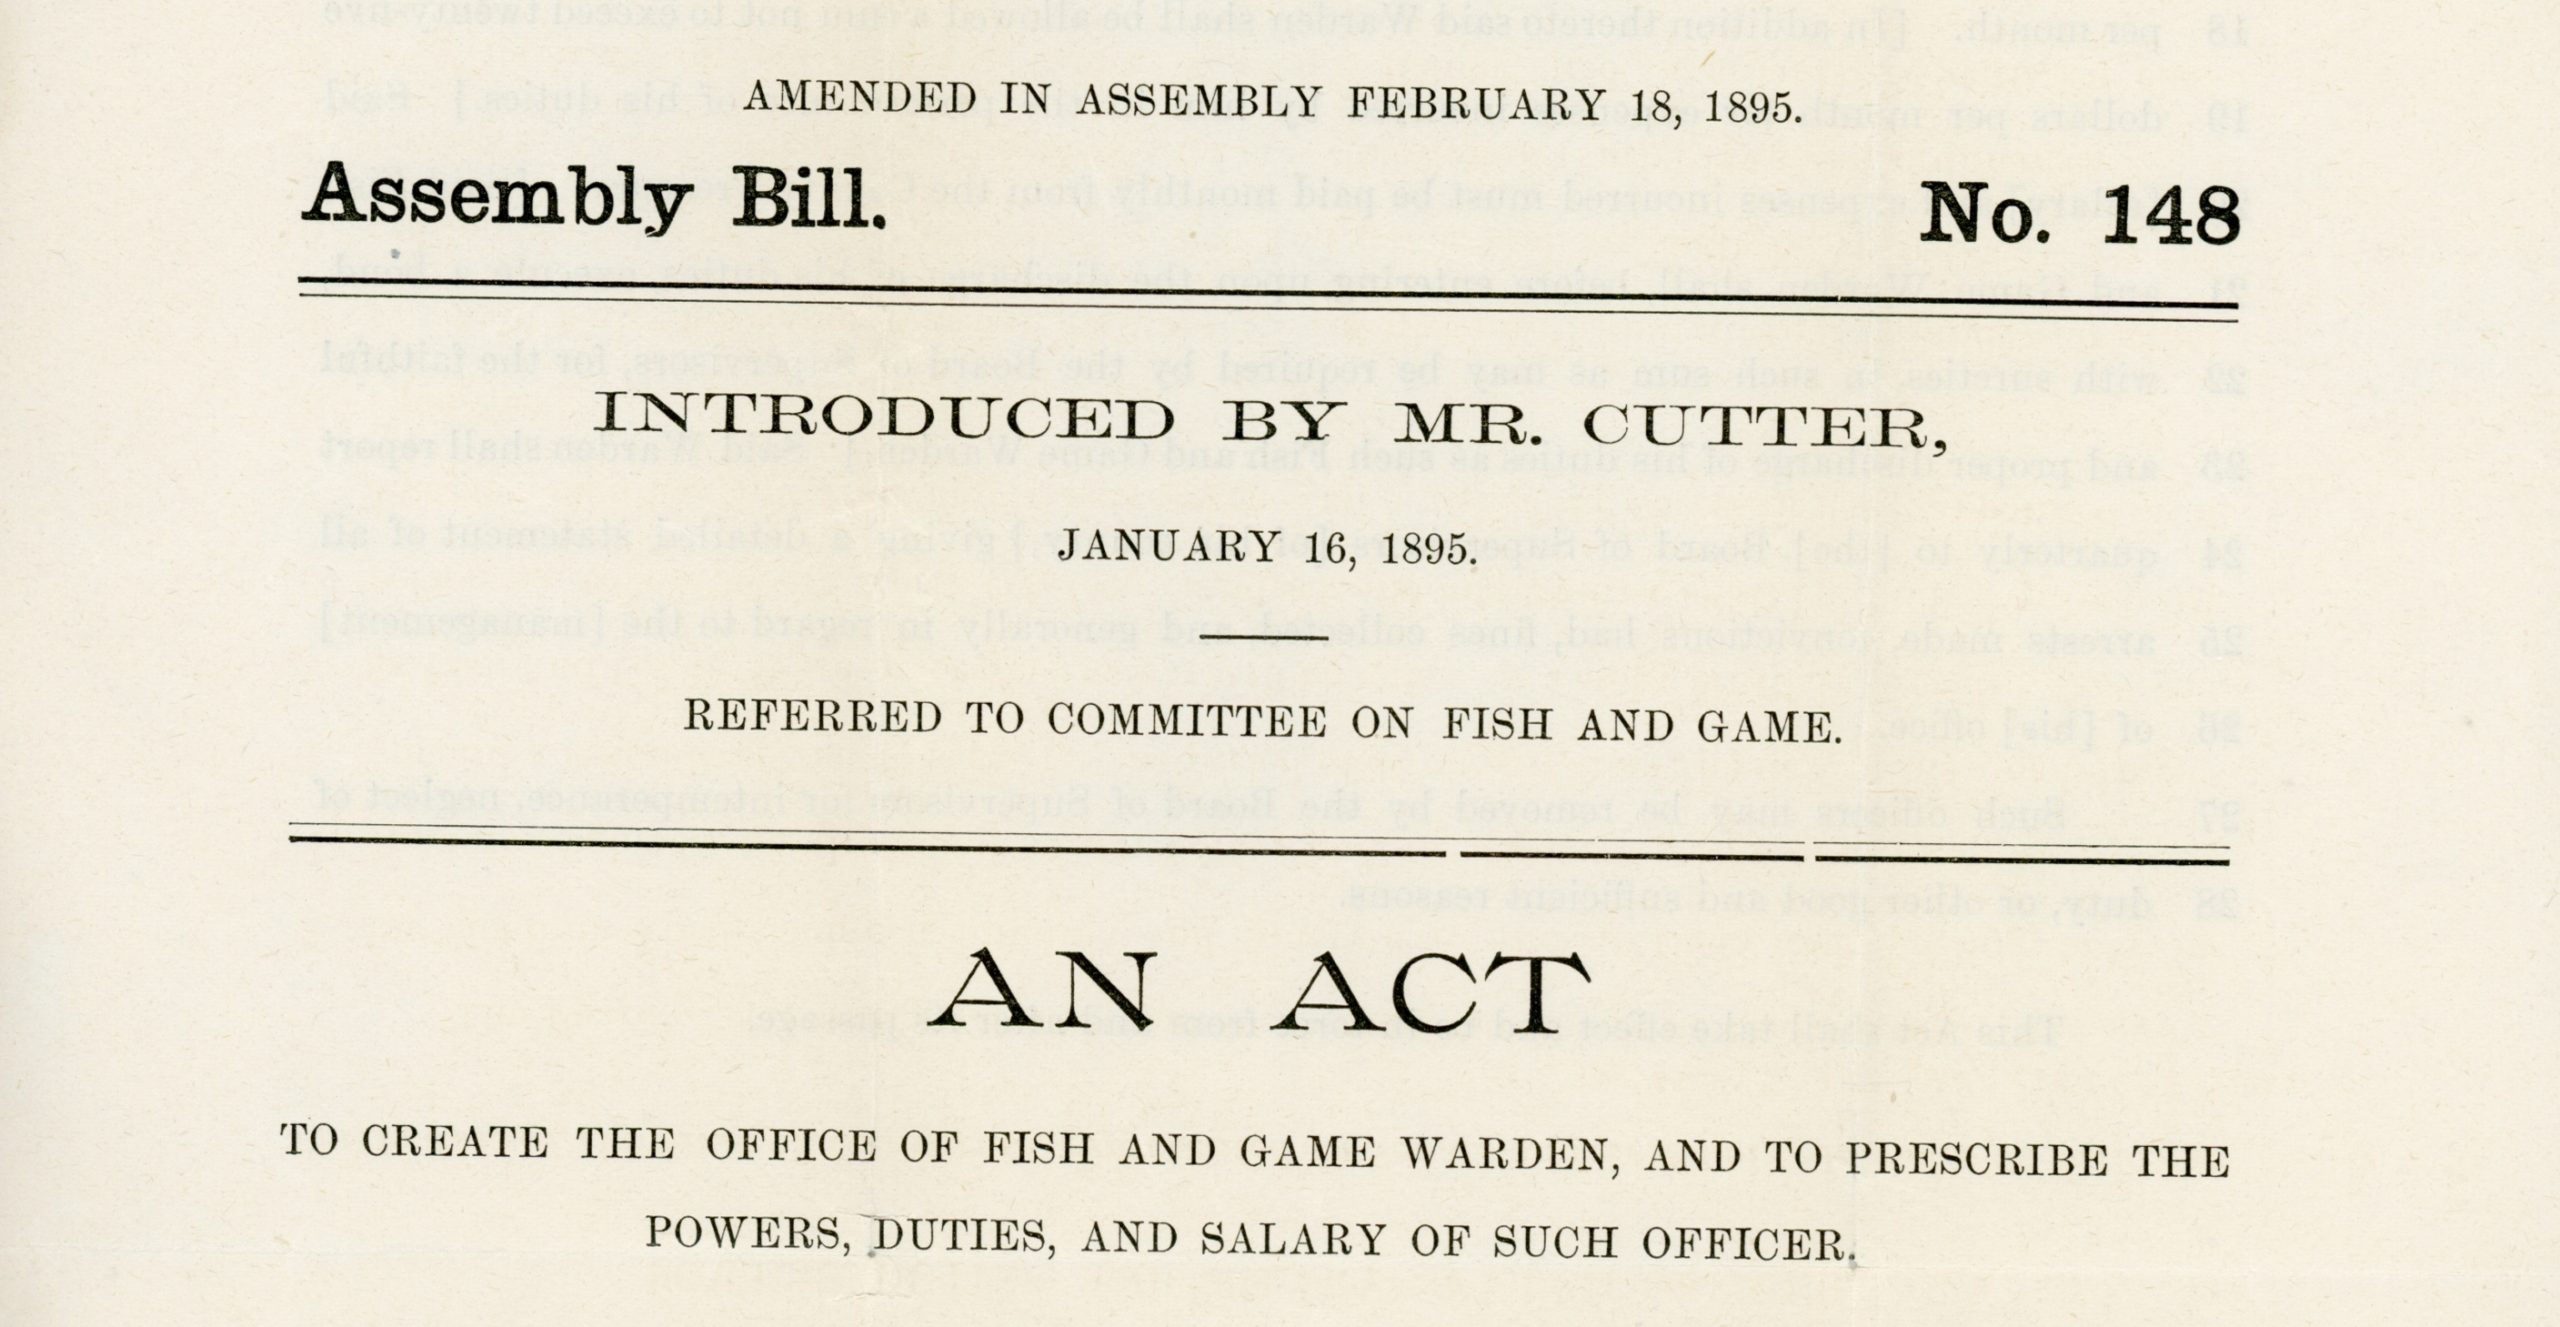 AMENDED IN ASSEMBLY FEBRUARY 18, 1895.
Assembly Bill. No. 148
INTRODUCED BY MR. CUTTER,
JANUARY 16, 1895.
REFERRED TO COMMITTEE ON FISH AND GAME.
AN ACT
TO CREATE THE OFFICE OF FISH AND GAME WARDEN, AND TO PRESCRIBE THE
POWERS, DUTIES, AND SALARY OF SUCH OFFICER.